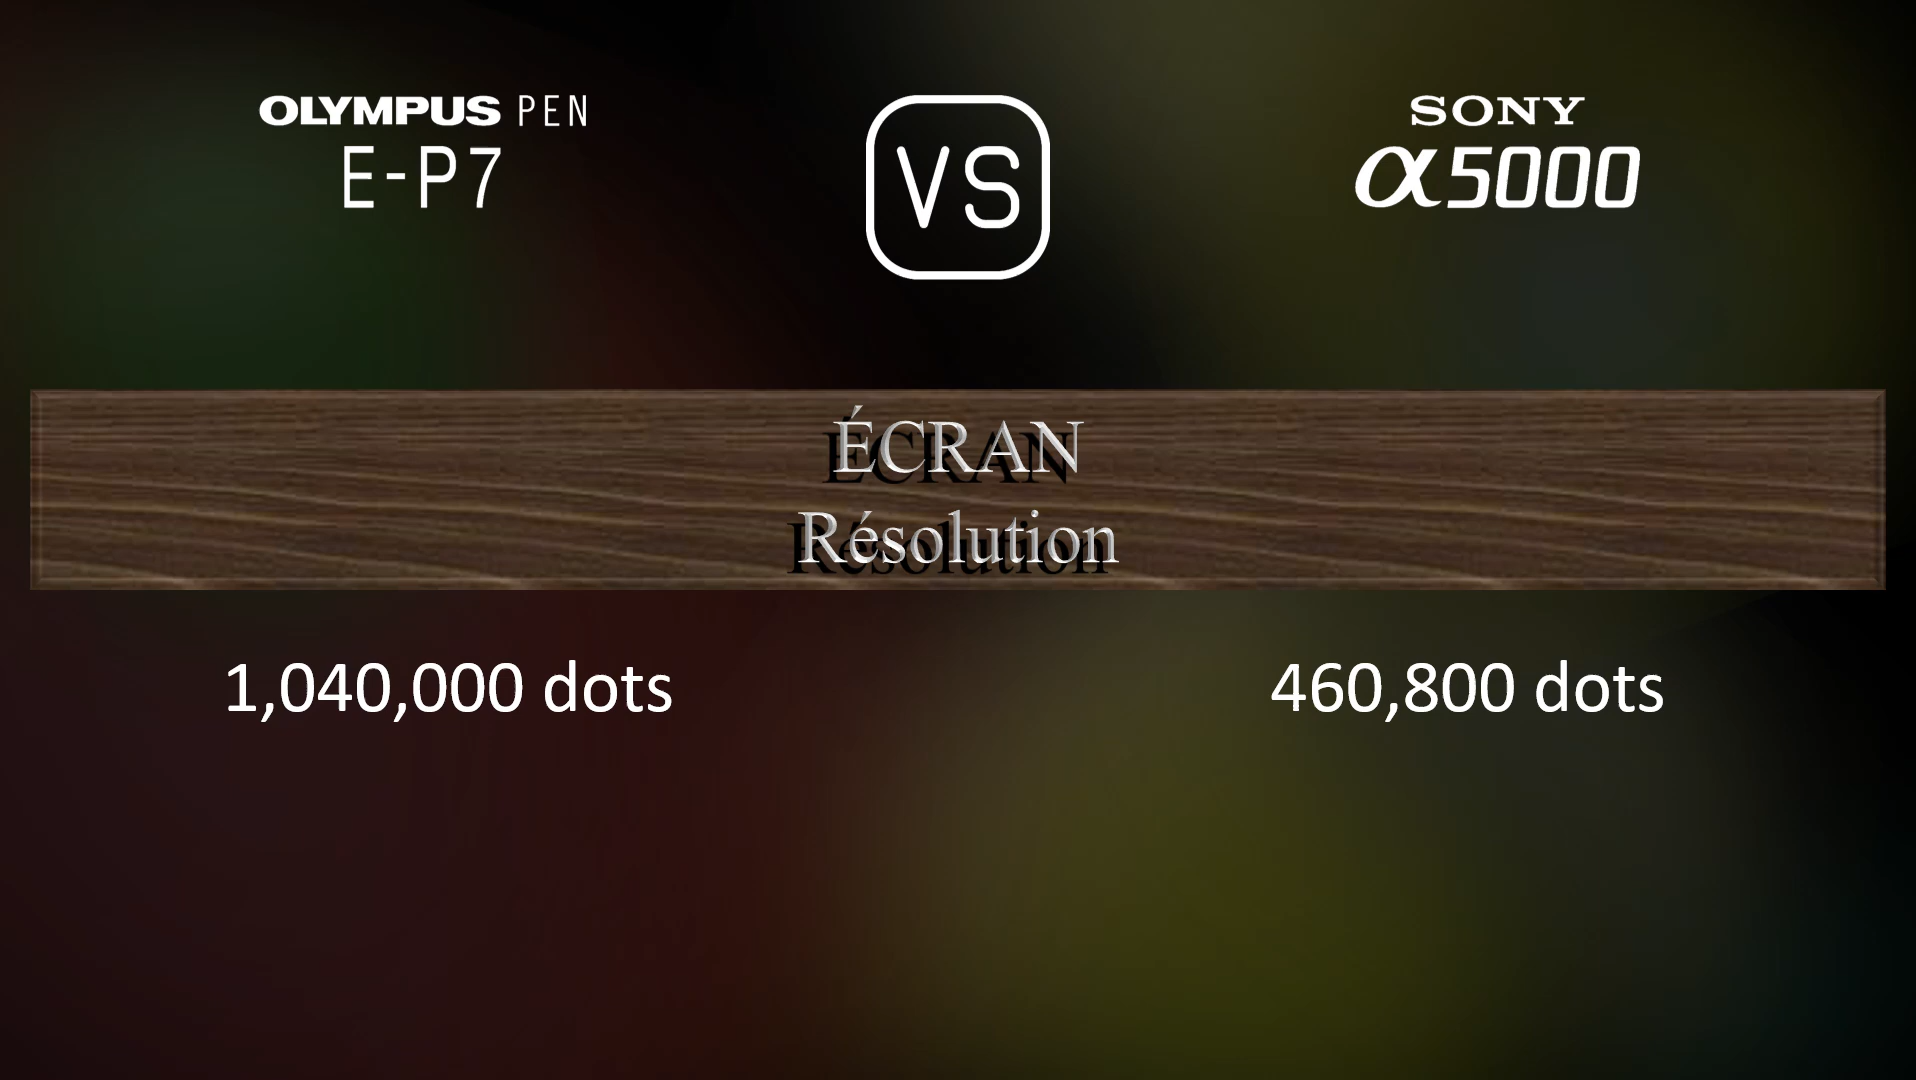 OLYMPUS PEN
E-P7
VS
SONY
α5000
ÉCRAN
Résolution
1,040,000 dots
460,800 dots